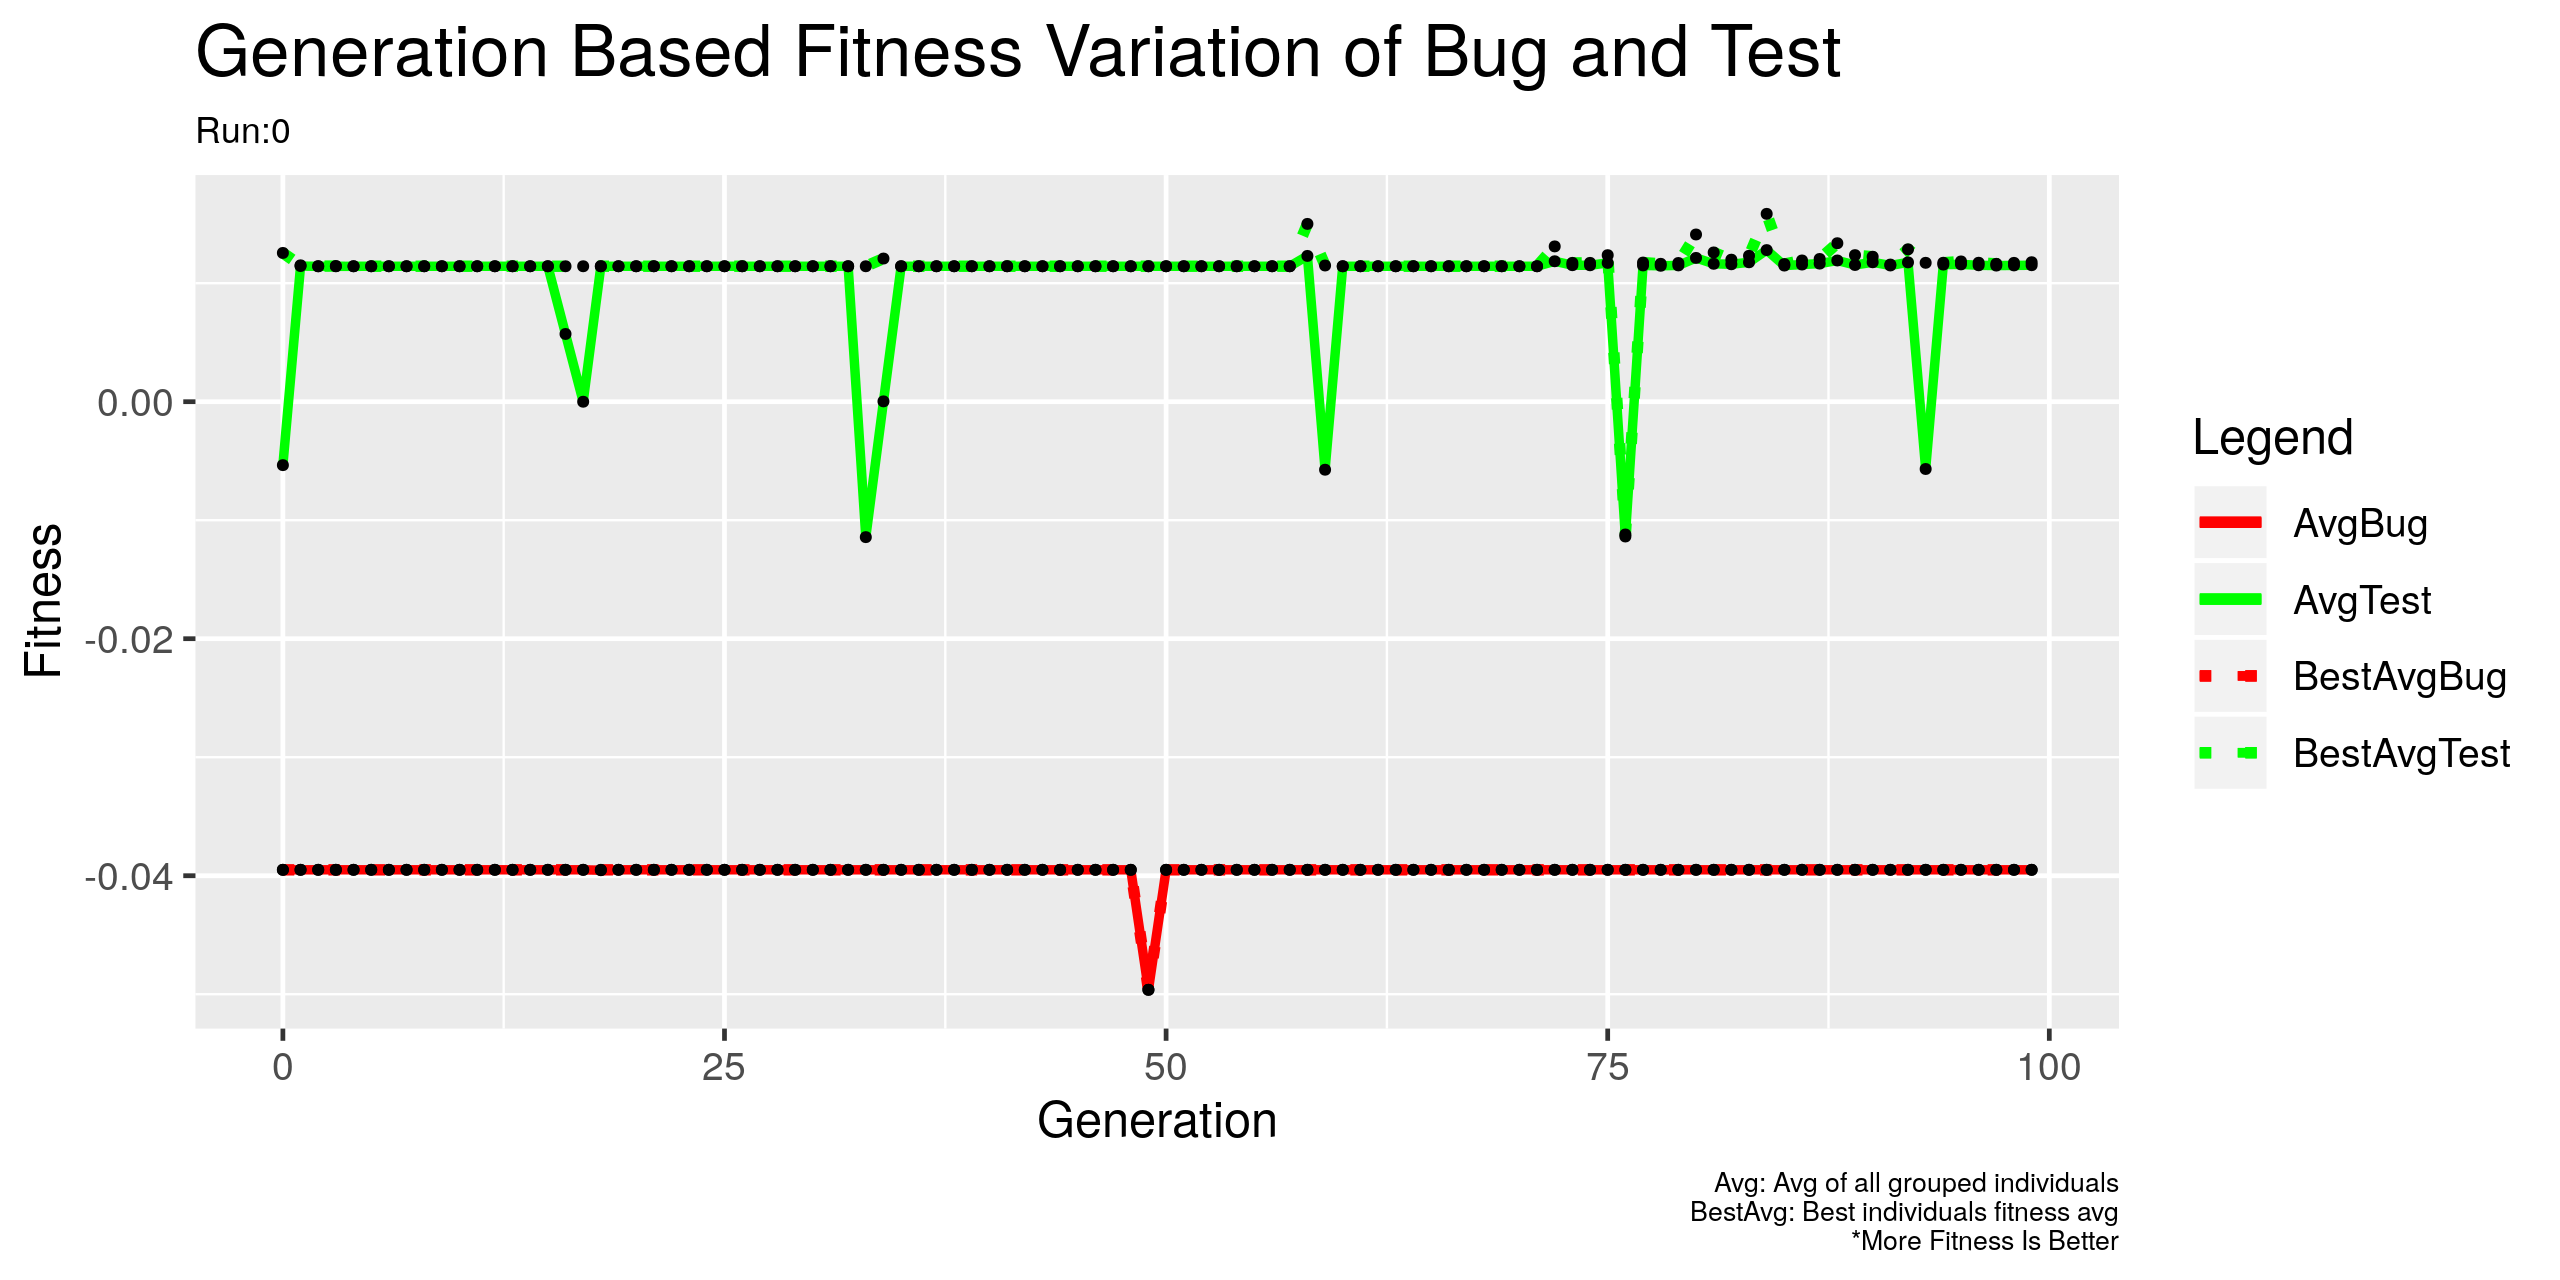 Generation Based Fitness Variation of Bug and Test
Run:0
Fitness
0.00
-0.02
-0.04
0 25 50 75 100
Generation
Legend
AvgBug
AvgTest
BestAvgBug
BestAvgTest
Avg: Avg of all grouped individuals
BestAvg: Best individuals fitness avg
*More Fitness Is Better